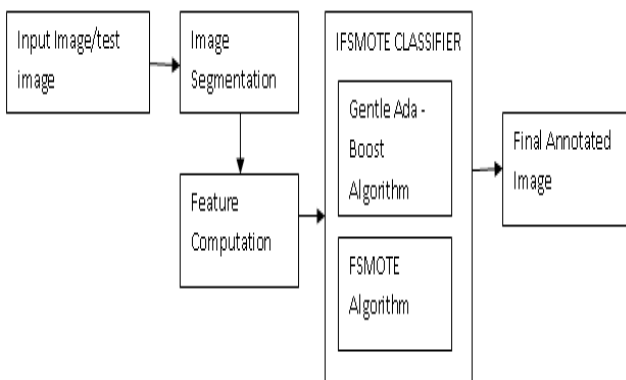 Input Image/test
image
Image
Segmentation
Feature
Computation
IFSMOTE CLASSIFIER
Gentle Ada -
Boost
Algorithm
FSMOTE
Algorithm
Final Annotated
Image